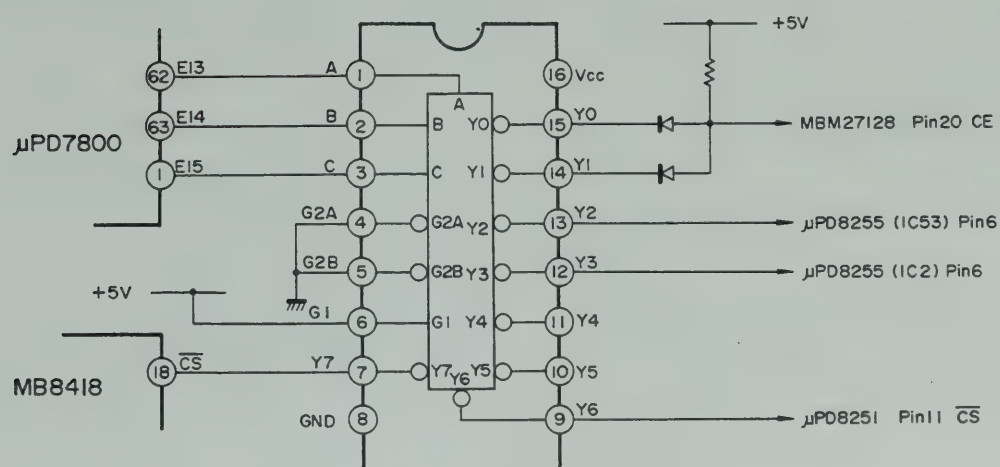 +5V
62 E13 A 1 A 16 Vcc
63 E14 B 2 B Y0 15 Y0 MBM27128 Pin20 CE
μPD7800
1 E15 C 3 C Y1 14 Y1
G2A 4 G2A Y2 13 Y2 μPD8255 (IC53) Pin6
G2B 5 G2B Y3 12 Y3 μPD8255 (IC2) Pin6
+5V
G1 6 G1 Y4 11 Y4
18 C̅S̅ Y7 7 Y7 Y6 Y5 10 Y5
MB8418
GND 8 9 Y6 μPD8251 Pin11 C̅S̅